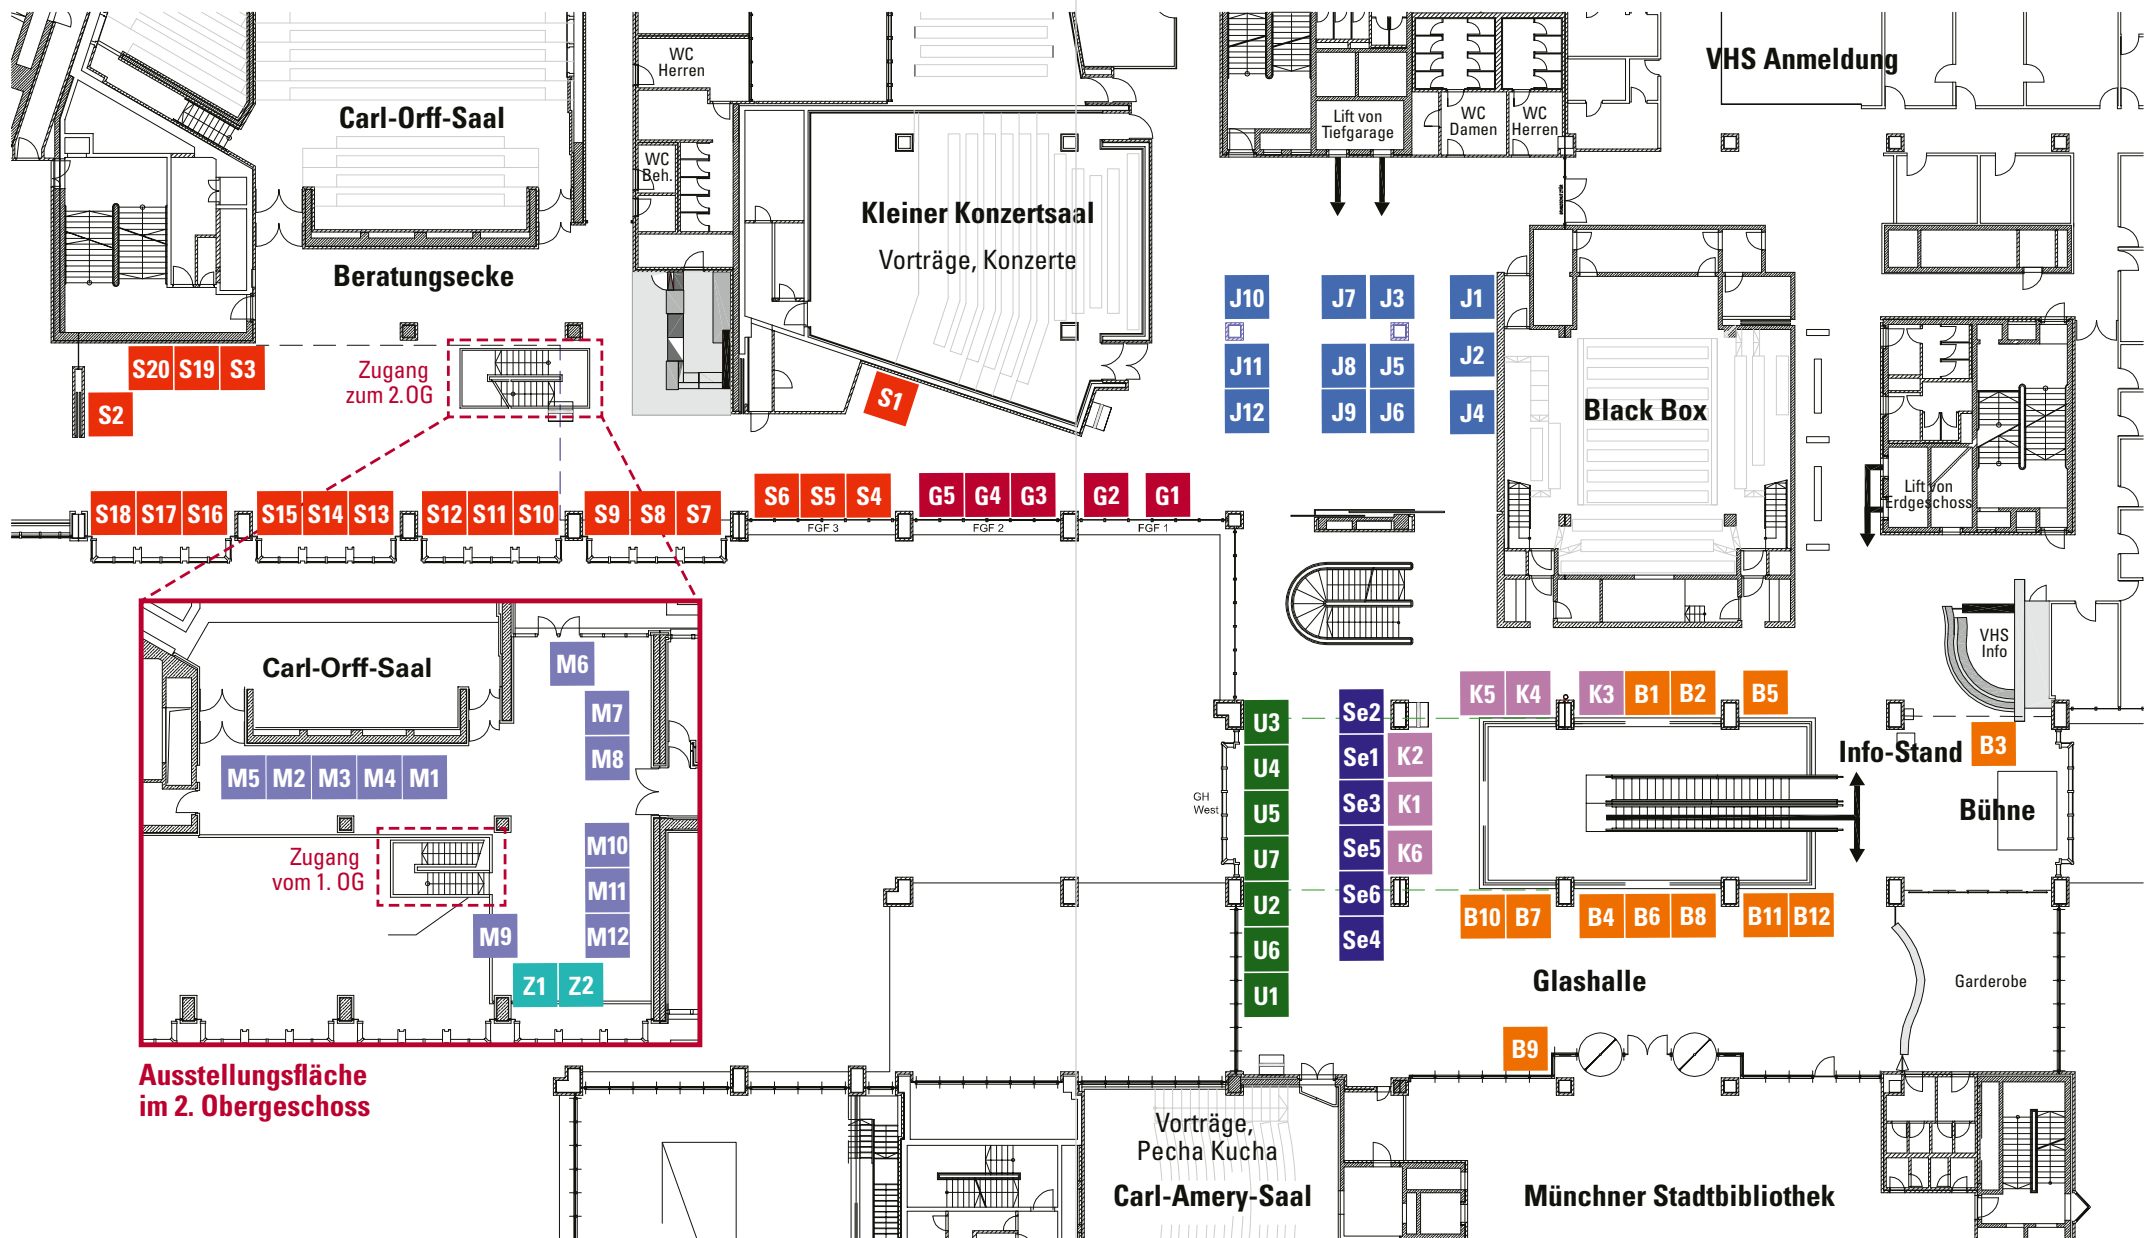 WC
Herren
Carl-Orff-Saal
WC
Beh.
Beratungsecke
Kleiner Konzertsaal
Vorträge, Konzerte
Lift von
Tiefgarage
WC
Damen
WC
Herren
VHS Anmeldung
J10
J7
J3
J1
J11
J8
J5
J2
J12
J9
J6
J4
Black Box
Lift von
Erdgeschoss
S20
S19
S3
S2
Zugang
zum 2.OG
S1
S18
S17
S16
S15
S14
S13
S12
S11
S10
S9
S8
S7
S6
S5
S4
G5
G4
G3
G2
G1
FGF 3
FGF 2
FGF 1
VHS
Info
Carl-Orff-Saal
M6
M7
M8
M5
M2
M3
M4
M1
Zugang
vom 1. OG
M10
M11
M12
M9
Z1
Z2
Ausstellungsfläche
im 2. Obergeschoss
GH
West
U3
U4
U5
U7
U2
U6
U1
Se2
Se1
Se3
Se5
Se6
Se4
K2
K1
K6
K5
K4
K3
B1
B2
B5
Info-Stand
B3
Bühne
B10
B7
B4
B6
B8
B11
B12
Glashalle
Garderobe
B9
Vorträge,
Pecha Kucha
Carl-Amery-Saal
Münchner Stadtbibliothek